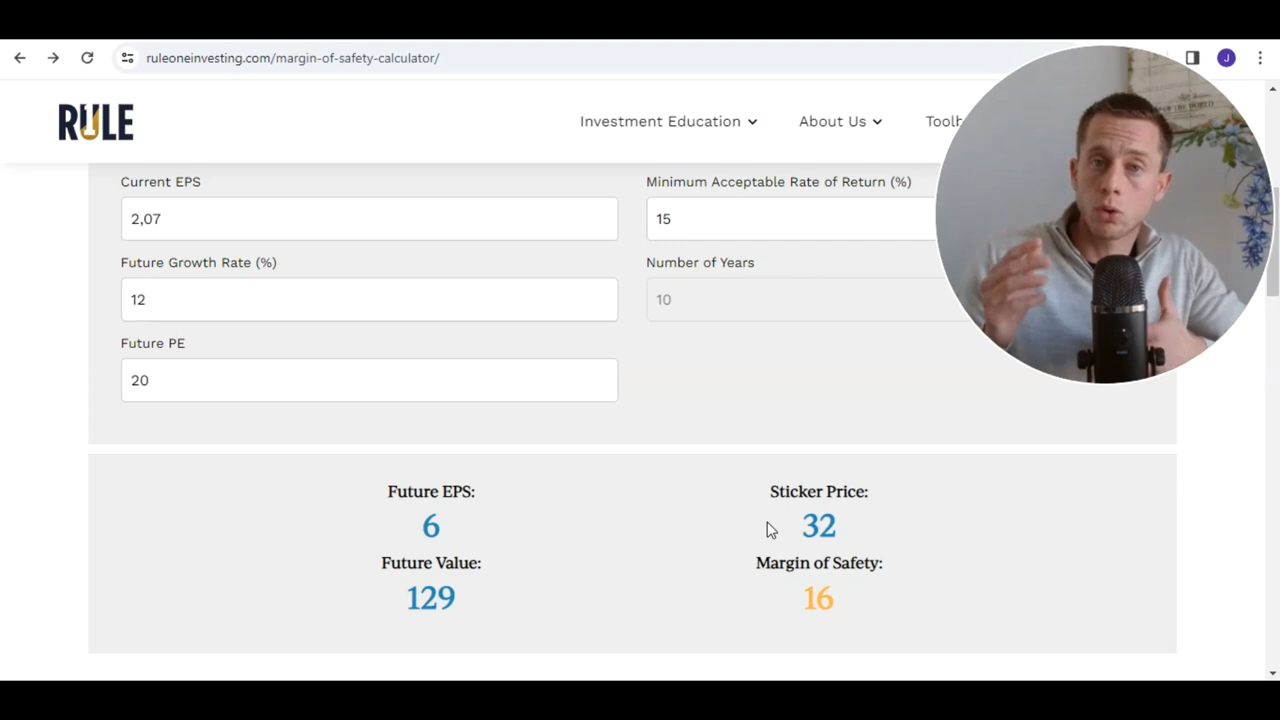 ruleoneinvesting.com/margin-of-safety-calculator/
J
RULE
Investment Education
About Us
Current EPS
Minimum Acceptable Rate of Return (%)
2,07
15
Future Growth Rate (%)
Number of Years
12
10
Future PE
20
Future EPS:
Sticker Price:
6
32
Future Value:
Margin of Safety:
129
16